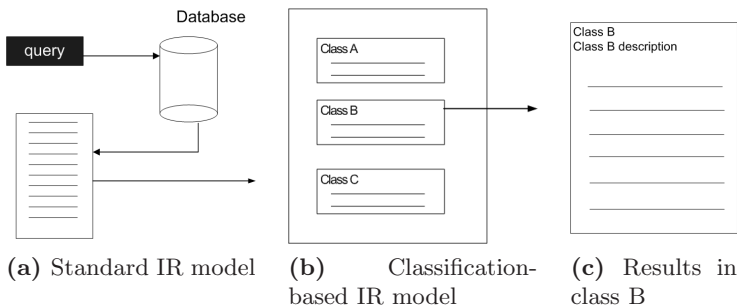 Database
query
Class A
Class B
Class C
Class B
Class B description
(a) Standard IR model
(b) Classification-
based IR model
(c) Results in
class B